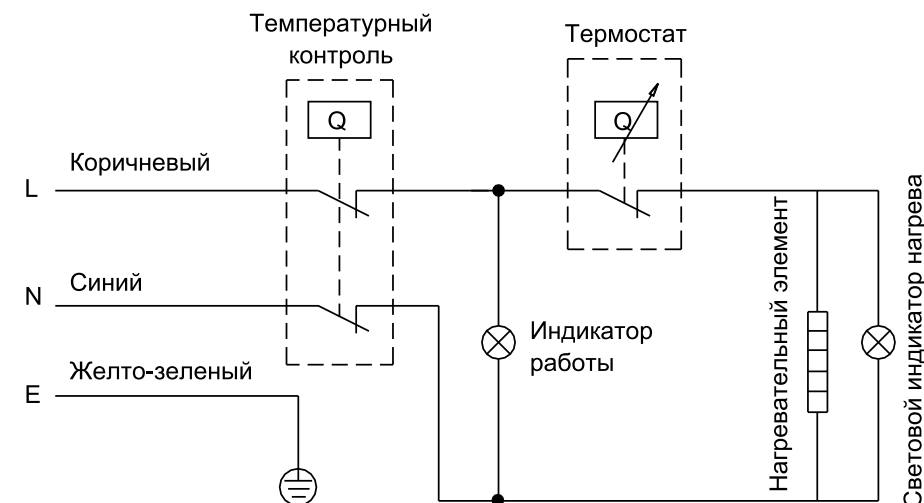 Температурный
контроль
Термостат
Q
Q
Коричневый
L
Синий
N
Индикатор
работы
Желто-зеленый
E
Нагревательный элемент
Световой индикатор нагрева